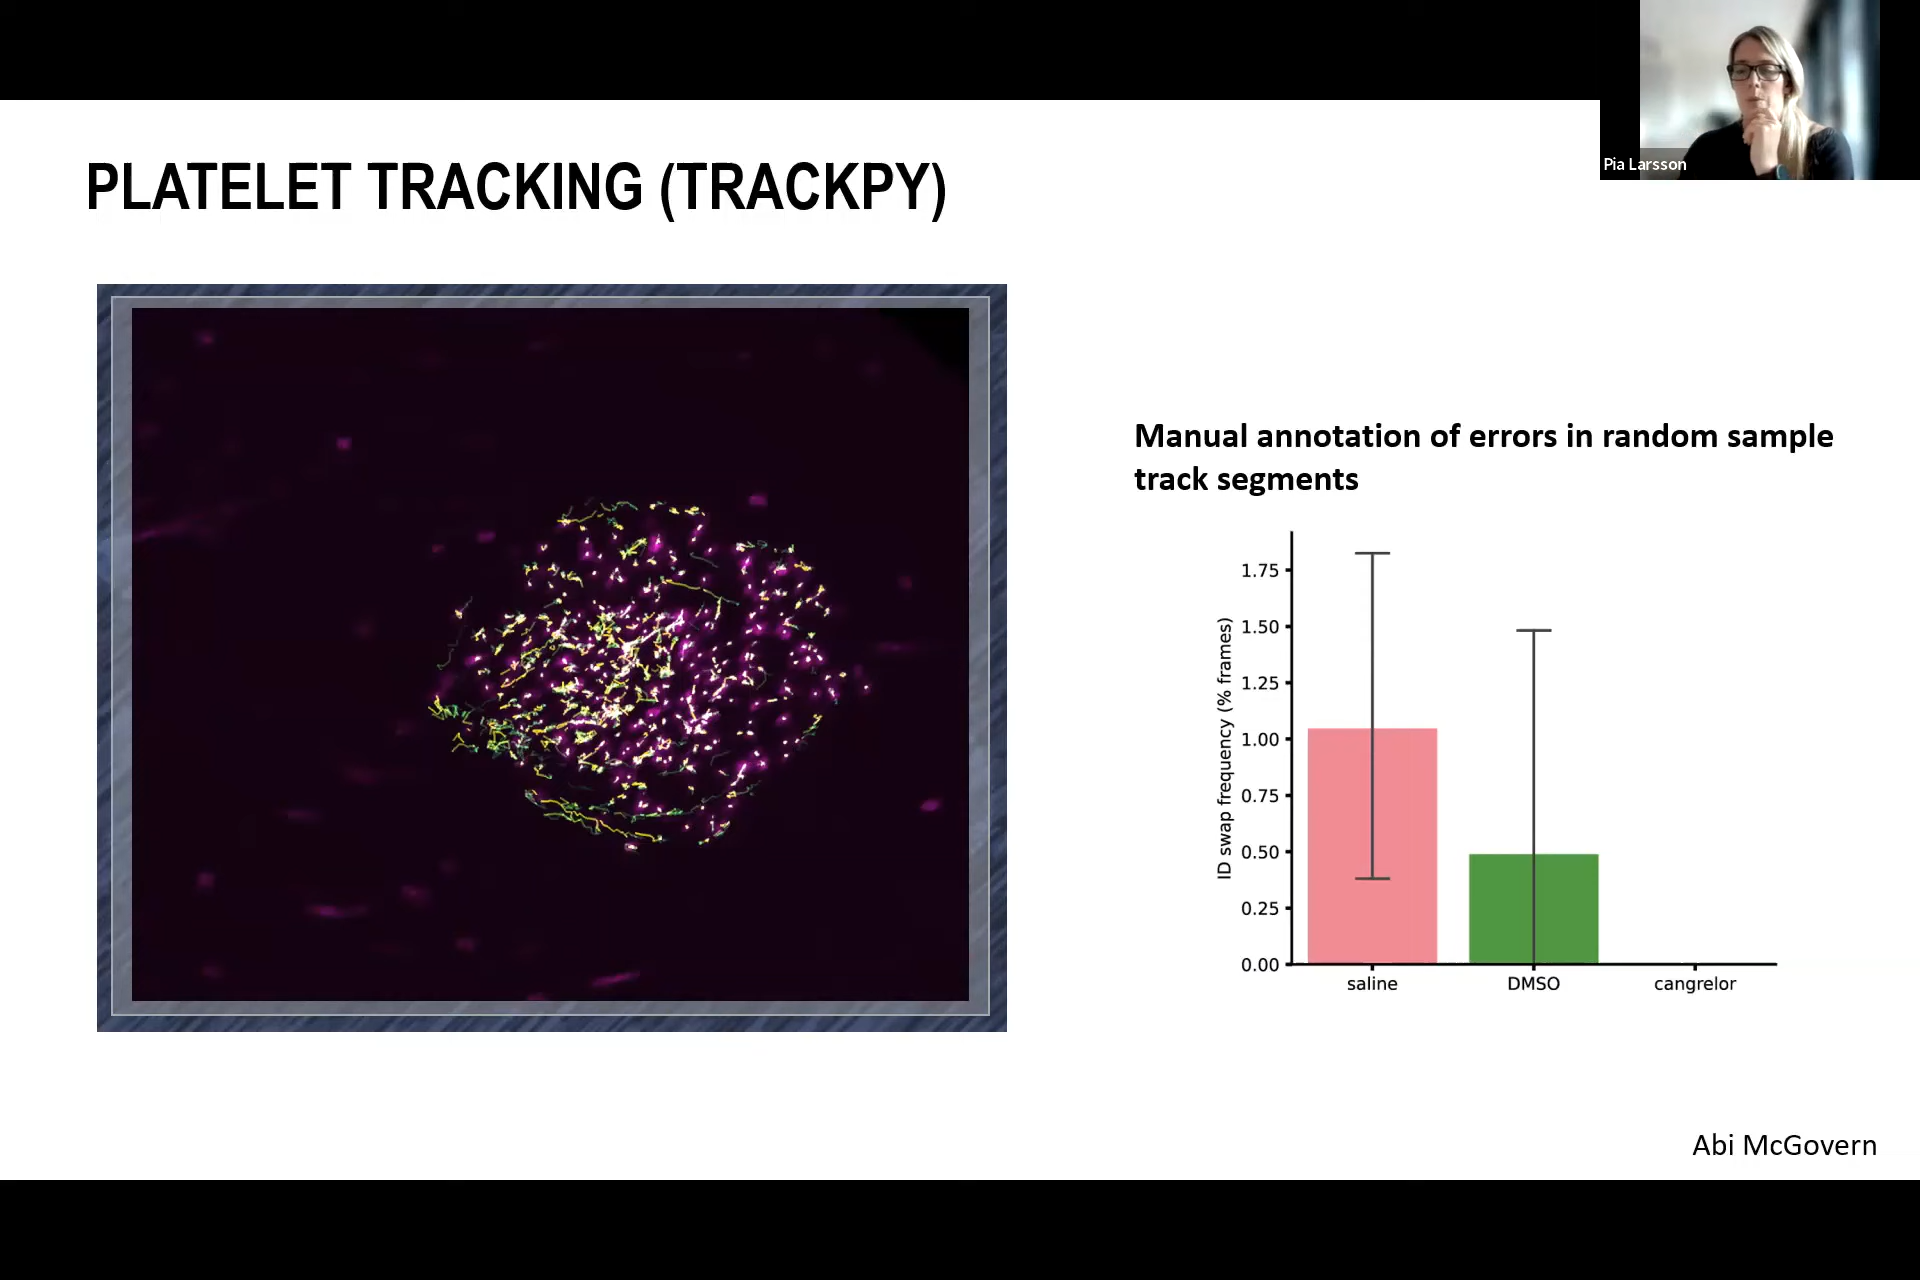 Pia Larsson
PLATELET TRACKING (TRACKPY)
Manual annotation of errors in random sample
track segments
ID swap frequency (% frames)
1.75
1.50
1.25
1.00
0.75
0.50
0.25
0.00
saline
DMSO
cangrelor
Abi McGovern